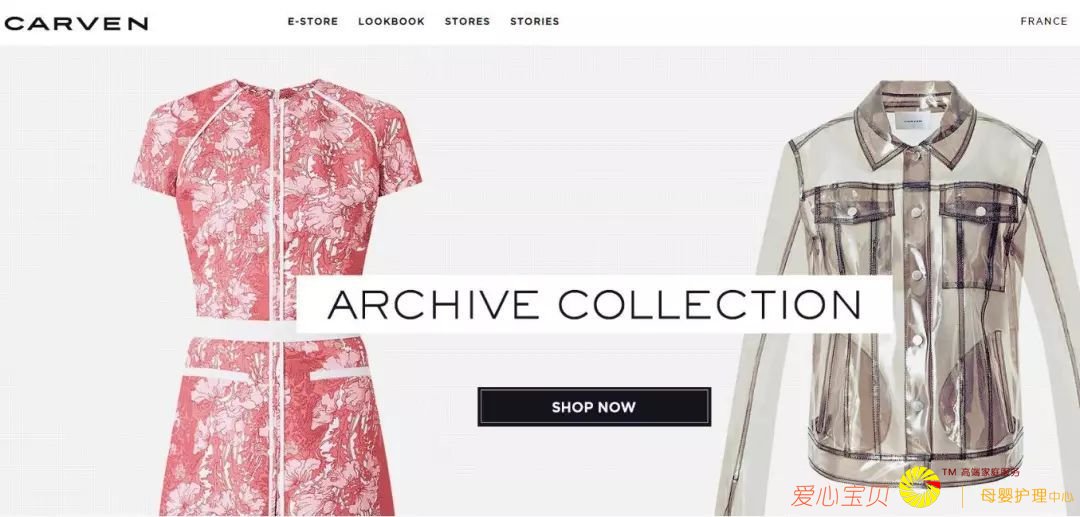 CARVEN
E-STORE LOOKBOOK STORES STORIES
FRANCE
CARVEN
ARCHIVE COLLECTION
SHOP NOW
TM 高端家庭服务
爱心宝贝
母婴护理中心